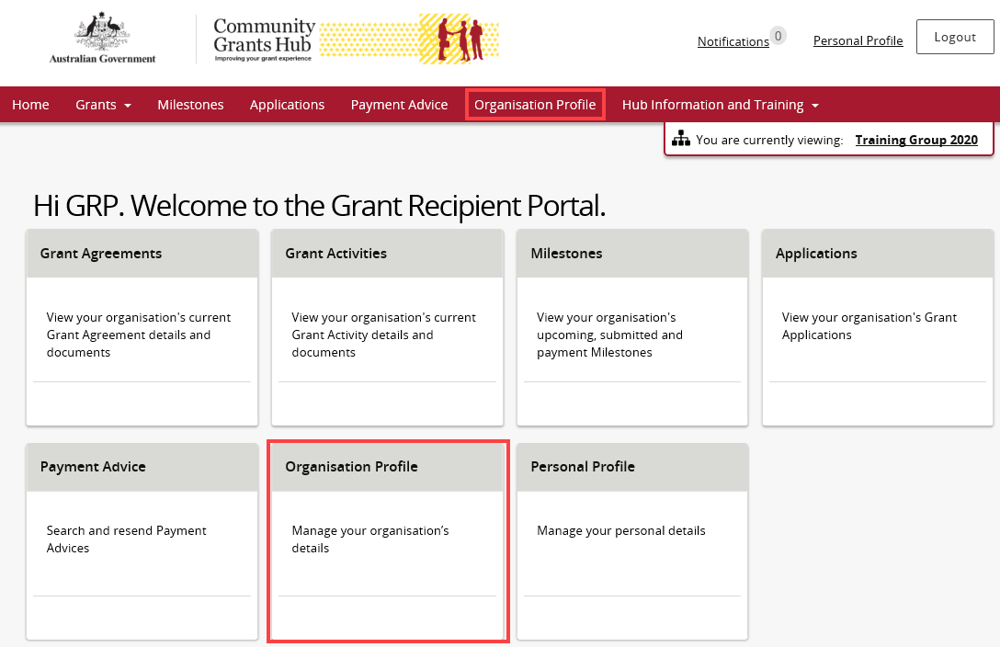 Australian Government
Community
Grants Hub
Improving your grant experience
Notifications 0
Personal Profile
Logout
Home Grants Milestones Applications Payment Advice Organisation Profile Hub Information and Training
You are currently viewing: Training Group 2020
Hi GRP. Welcome to the Grant Recipient Portal.
Grant Agreements
View your organisation's current
Grant Agreement details and
documents
Grant Activities
View your organisation's current
Grant Activity details and
documents
Milestones
View your organisation's
upcoming, submitted and
payment Milestones
Applications
View your organisation's Grant
Applications
Payment Advice
Search and resend Payment
Advices
Organisation Profile
Manage your organisation’s
details
Personal Profile
Manage your personal details